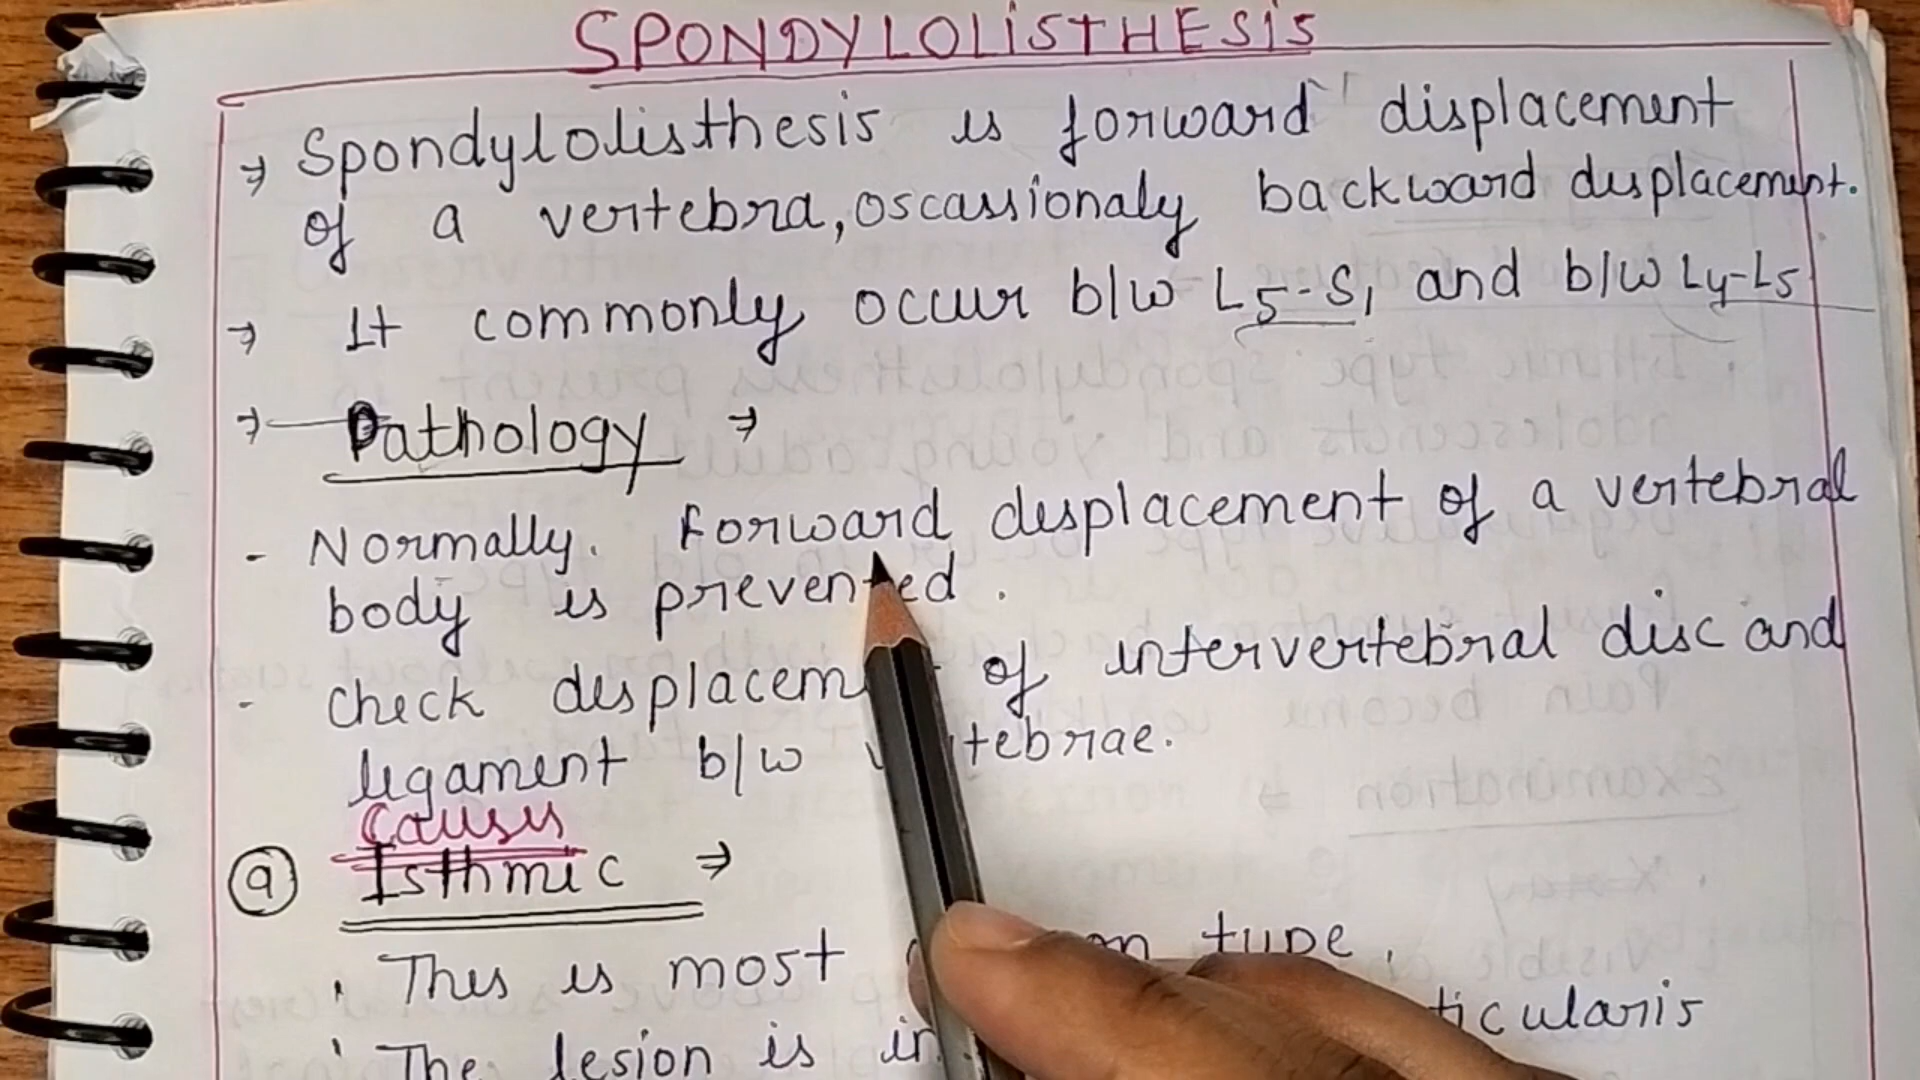 SPONDYLOLISTHESIS
→ Spondylolisthesis is forward displacement
of a vertebra, oscassionaly backward displacement.
→ It commonly occur b/w L5-S1 and b/w L4-L5
→ Pathology →
- Normally. Forward displacement of a vertebral
body is prevented.
- check displacem of intervertebral disc and
ligament b/w tebrae.
Causes
(a) Isthmic →
. This is most type.
. The lesion is in ticularis